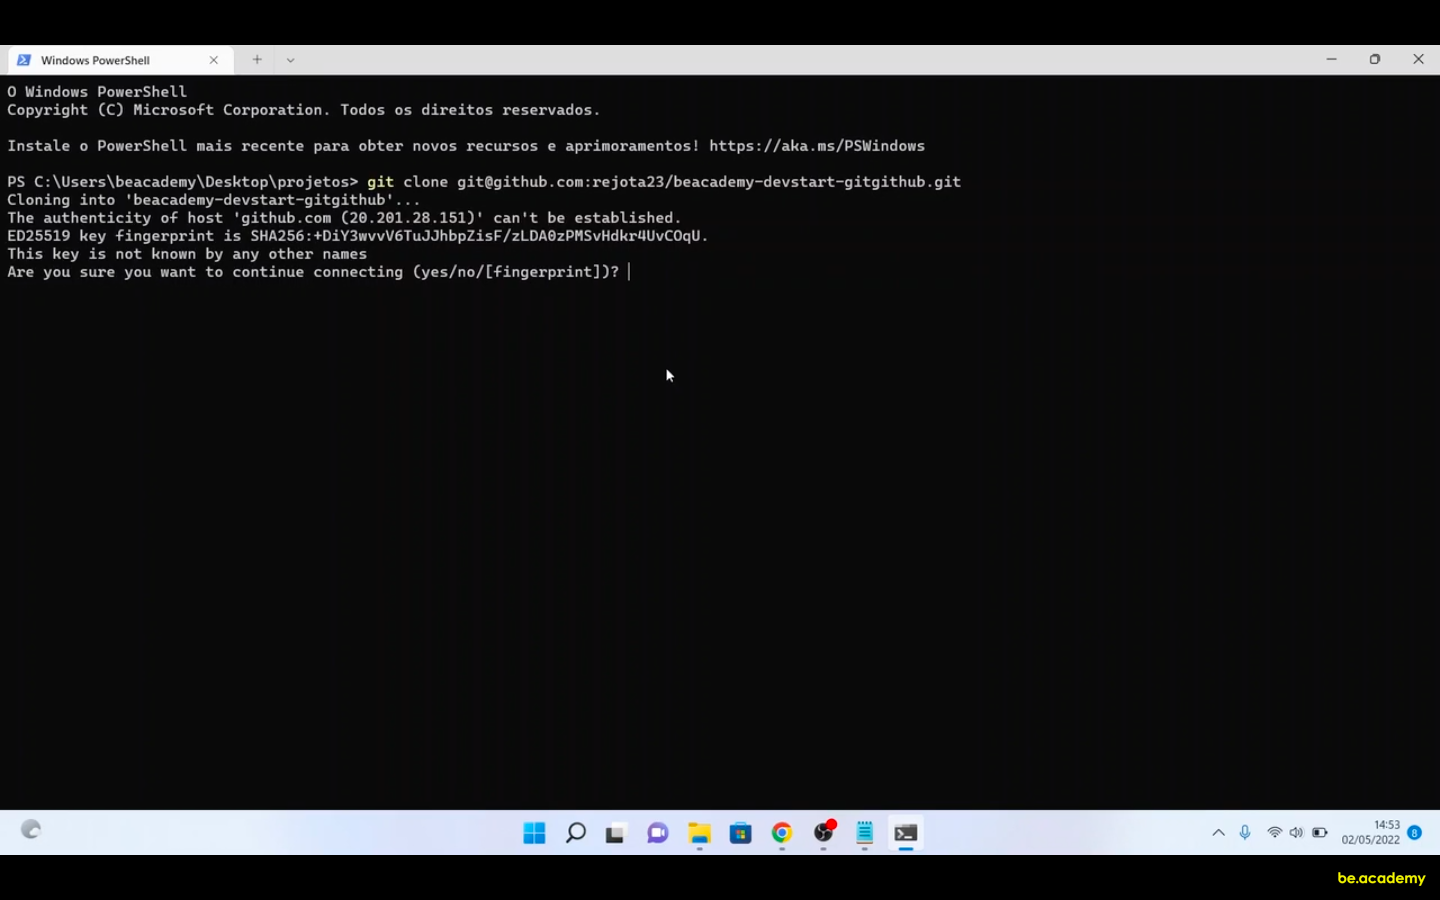 Windows PowerShell
O Windows PowerShell
Copyright (C) Microsoft Corporation. Todos os direitos reservados.
Instale o PowerShell mais recente para obter novos recursos e aprimoramentos! https://aka.ms/PSWindows
PS C:\Users\beacademy\Desktop\projetos> git clone git@github.com:rejota23/beacademy-devstart-gitgithub.git
Cloning into 'beacademy-devstart-gitgithub'...
The authenticity of host 'github.com (20.201.28.151)' can't be established.
ED25519 key fingerprint is SHA256:+DiY3wvvV6TuJJhbpZisF/zLDA0zPMSvHdkr4UvCOqU.
This key is not known by any other names
Are you sure you want to continue connecting (yes/no/[fingerprint])?
14:53
02/05/2022
8
be.academy